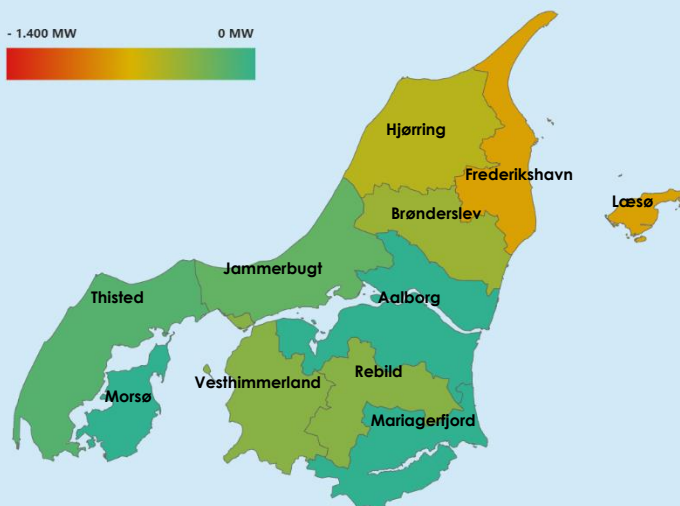 - 1.400 MW 0 MW
Hjørring
Frederikshavn
Læsø
Brønderslev
Jammerbugt
Thisted
Aalborg
Rebild
Vesthimmerland
Morsø
Mariagerfjord